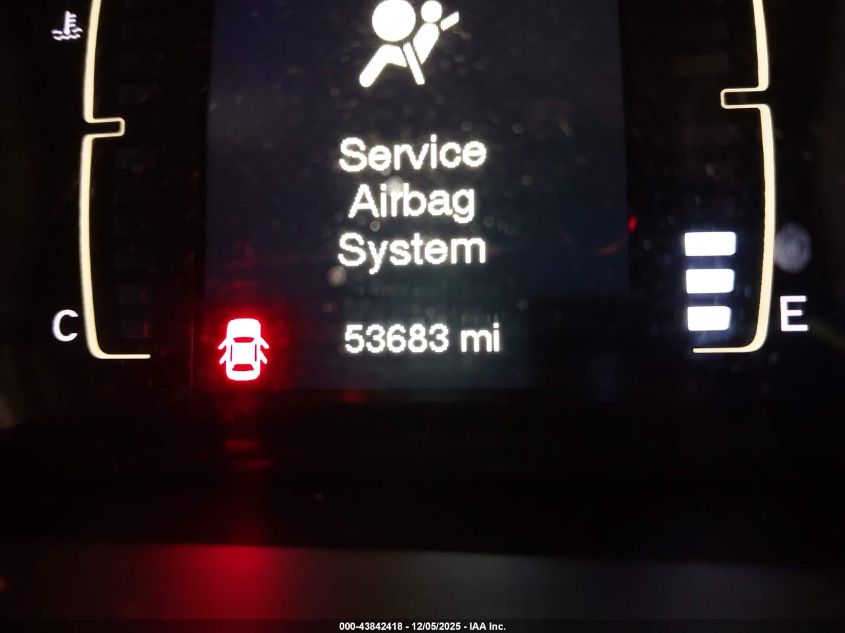 Service
Airbag
System
C
53683 mi
E
000-43842418 - 12/05/2025 - IAA Inc.